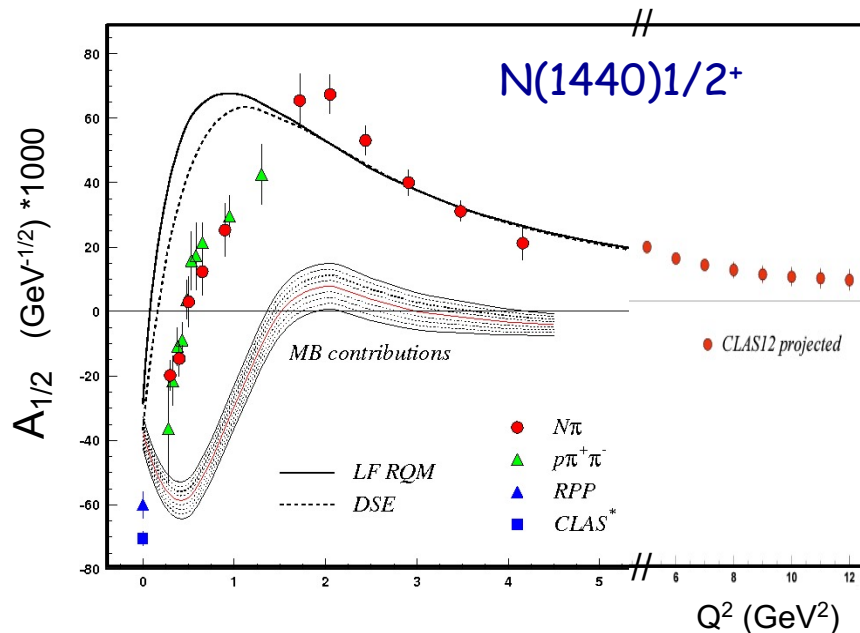 //
80
N(1440)1/2⁺
60
40
20
0
-20
-40
-60
-80
A₁/₂ (GeV⁻¹/²) *1000
MB contributions
CLAS12 projected
Nπ
pπ⁺π⁻
RPP
CLAS*
LF RQM
DSE
0 1 2 3 4 5 // 6 8 10 12
Q² (GeV²)